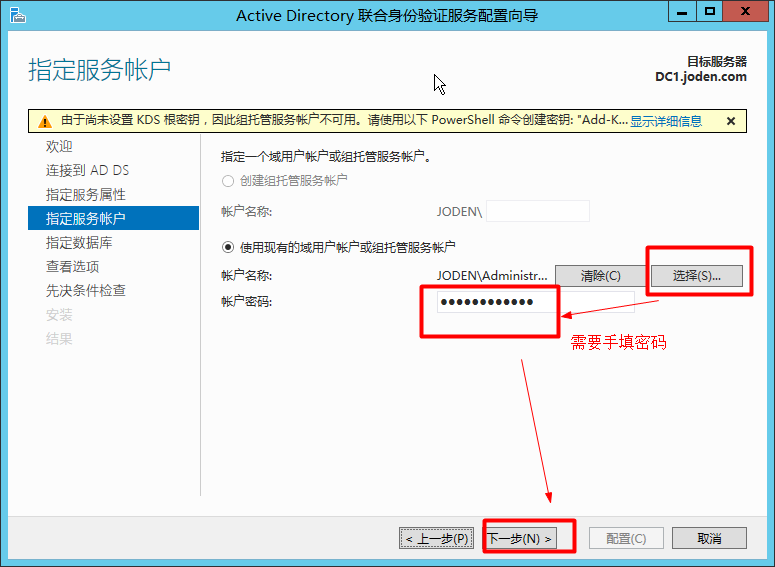 Active Directory 联合身份验证服务配置向导
指定服务帐户
目标服务器
DC1.joden.com
由于尚未设置 KDS 根密钥，因此组托管服务帐户不可用。请使用以下 PowerShell 命令创建密钥: "Add-K... 显示详细信息
欢迎
连接到 AD DS
指定服务属性
指定服务帐户
指定数据库
查看选项
先决条件检查
安装
结果
指定一个域用户帐户或组托管服务帐户。
创建组托管服务帐户
帐户名称:
JODEN\
使用现有的域用户帐户或组托管服务帐户
帐户名称:
JODEN\Administr...
清除(C)
选择(S)...
帐户密码:
●●●●●●●●●●●●
需要手填密码
< 上一步(P)
下一步(N) >
配置(C)
取消